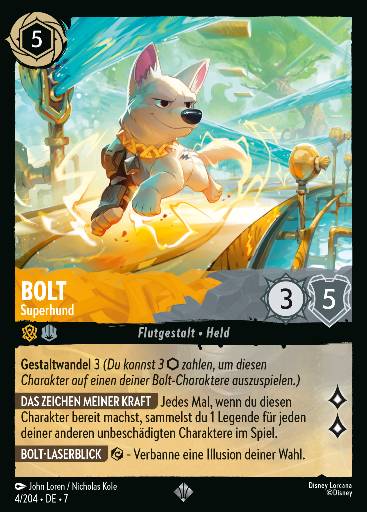 5
BOLT
Superhund
3
5
Flutgestalt • Held
Gestaltwandel 3 (Du kannst 3 ⬡ zahlen, um diesen
Charakter auf einen deiner Bolt-Charaktere auszuspielen.)
DAS ZEICHEN MEINER KRAFT Jedes Mal, wenn du diesen
Charakter bereit machst, sammelst du 1 Legende für jeden
deiner anderen unbeschädigten Charaktere im Spiel.
BOLT-LASERBLICK - Verbanne eine Illusion deiner Wahl.
John Loren / Nicholas Kole
4/204 • DE • 7
Disney Lorcana
©Disney